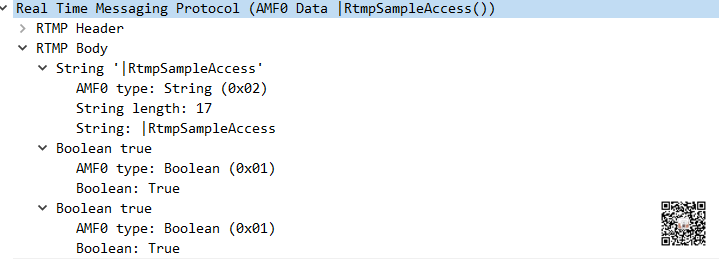 Real Time Messaging Protocol (AMF0 Data |RtmpSampleAccess())
RTMP Header
RTMP Body
String '|RtmpSampleAccess'
AMF0 type: String (0x02)
String length: 17
String: |RtmpSampleAccess
Boolean true
AMF0 type: Boolean (0x01)
Boolean: True
Boolean true
AMF0 type: Boolean (0x01)
Boolean: True